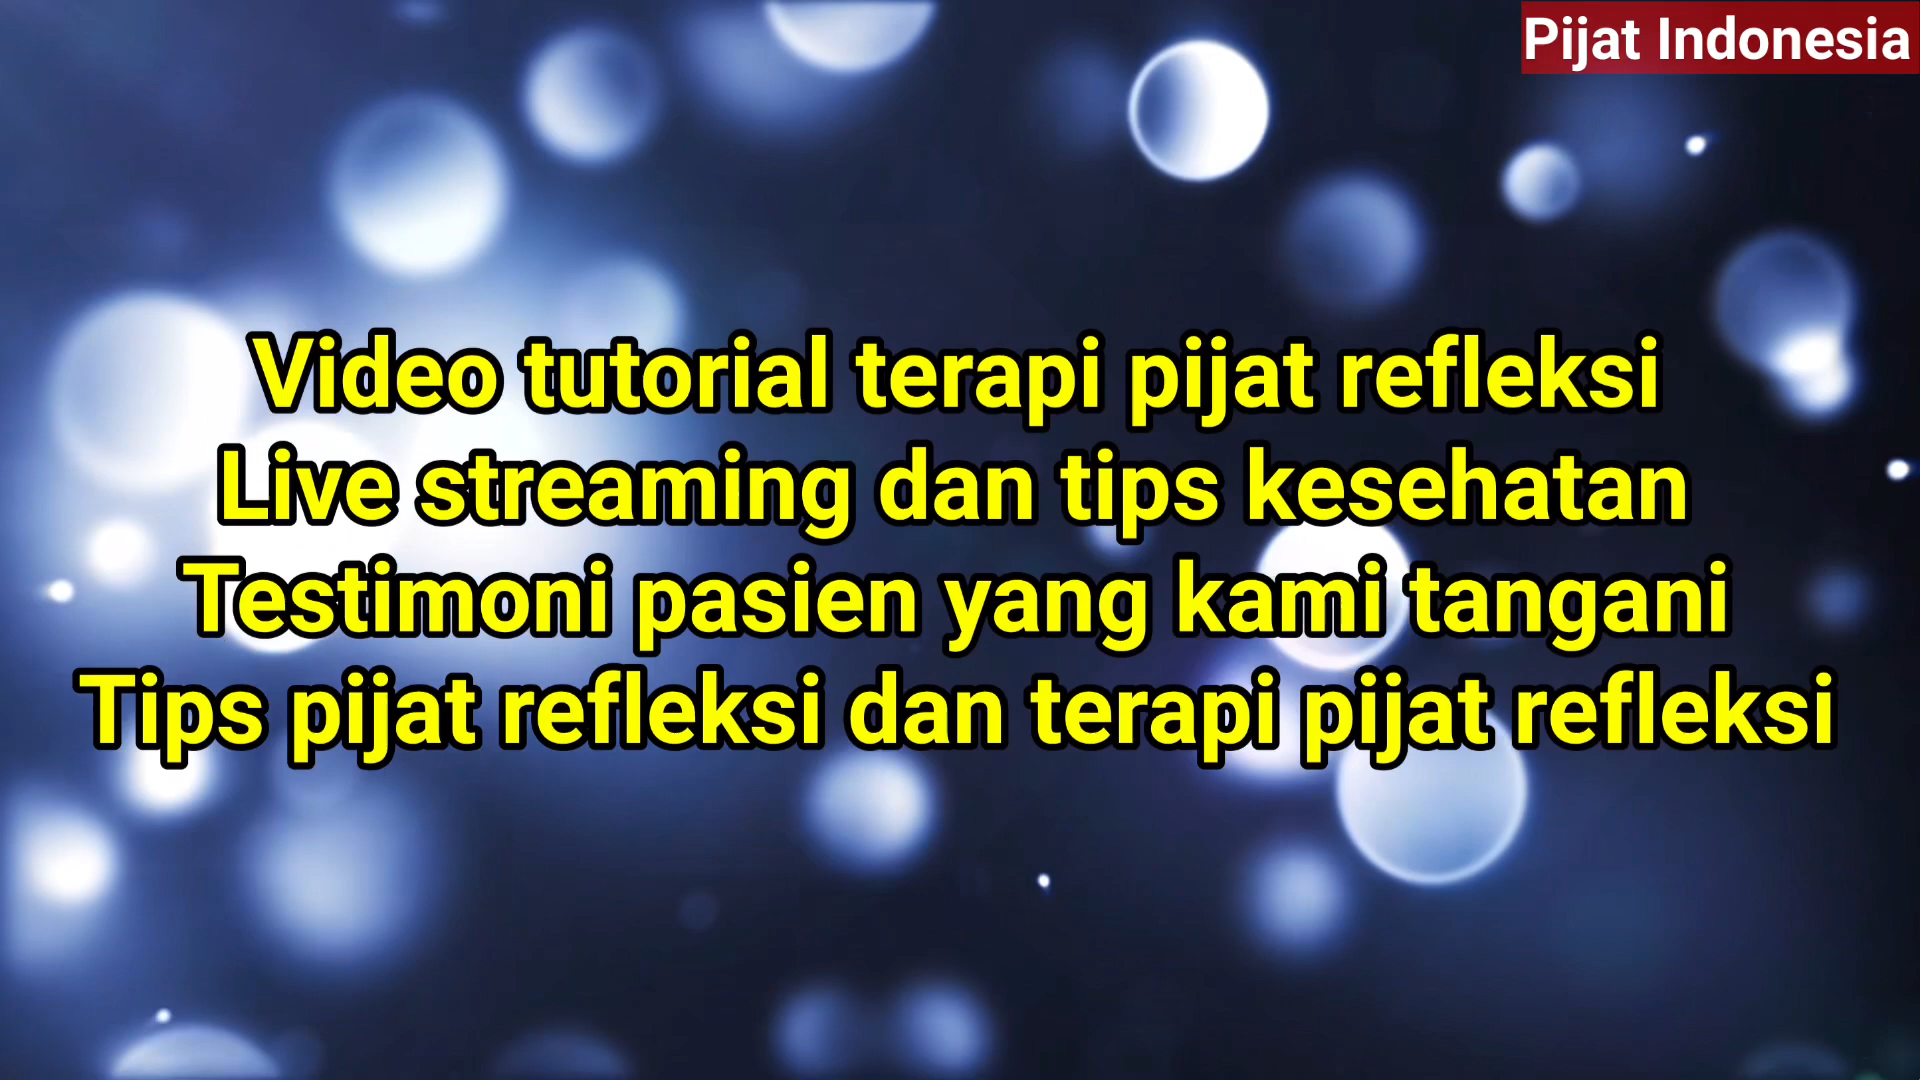 Pijat Indonesia
Video tutorial terapi pijat refleksi
Live streaming dan tips kesehatan
Testimoni pasien yang kami tangani
Tips pijat refleksi dan terapi pijat refleksi